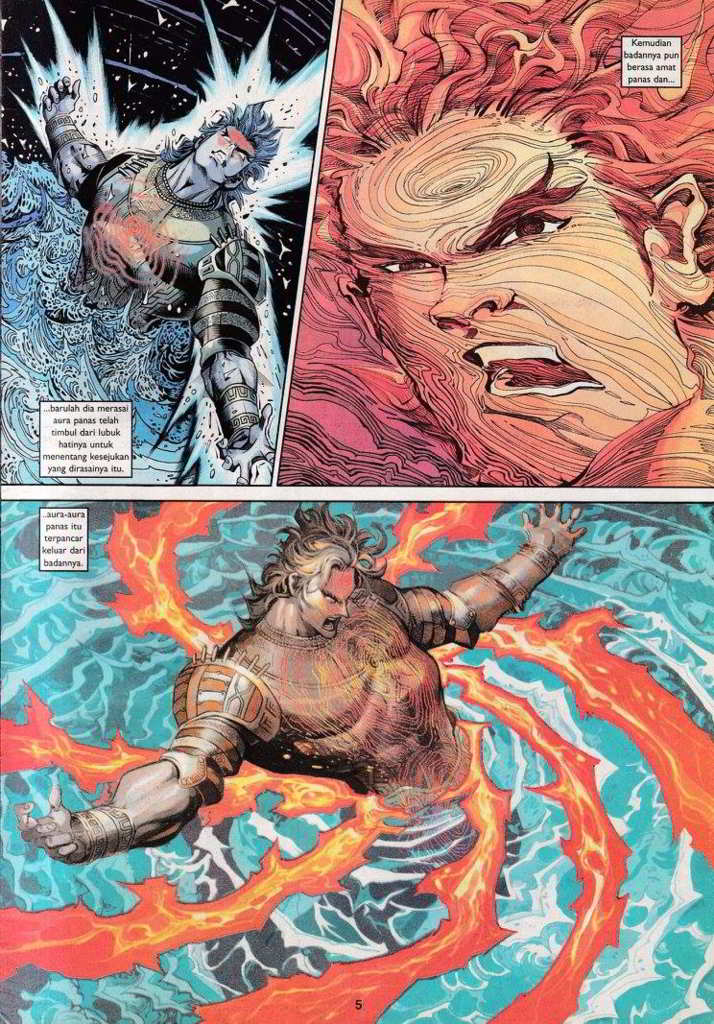 ...barulah dia merasai
aura panas telah
timbul dari lubuk
hatinya untuk
menentang kesejukan
yang dirasainya itu.
Kemudian
badannya pun
berasa amat
panas dan...
..aura-aura
panas itu
terpancar
keluar dari
badannya.
5